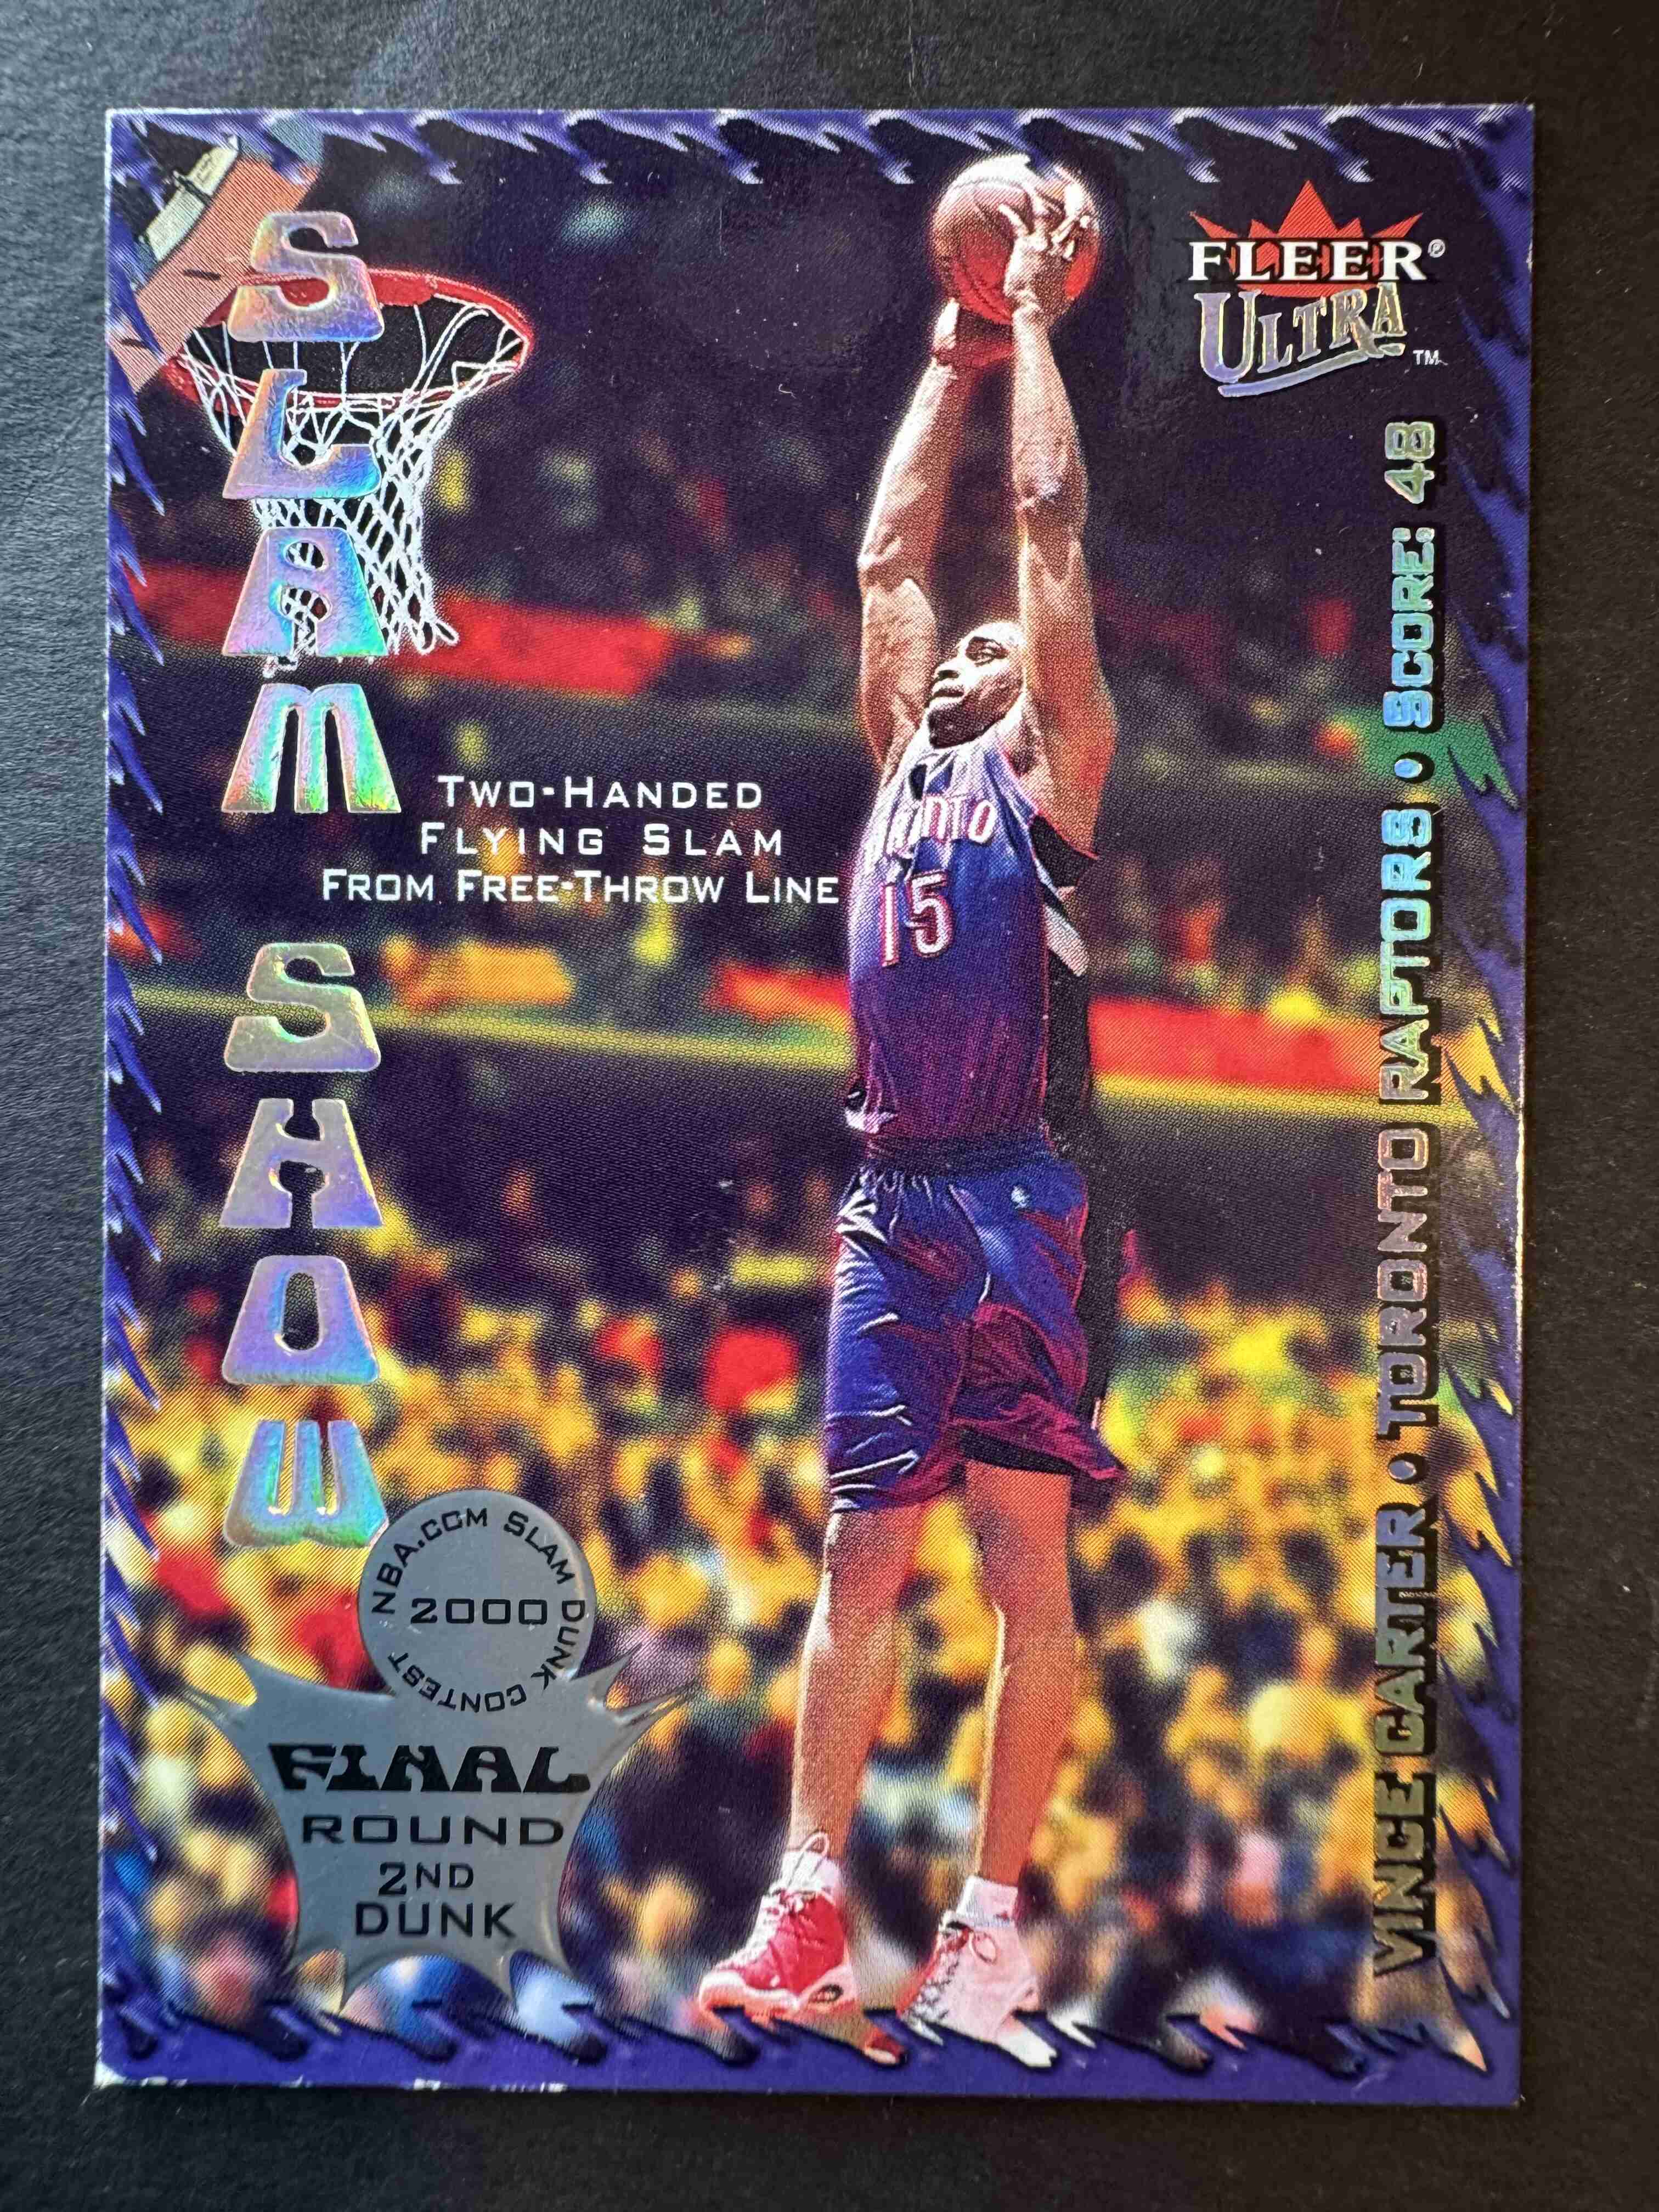 SLAM SHOW
FLEER®
ULTRA™
TWO-HANDED
FLYING SLAM
FROM FREE-THROW LINE
15
VINCE CARTER • TORONTO RAPTORS • SCORE: 48
NBA.COM SLAM DUNK CONTEST
2000
FINAL
ROUND
2ND
DUNK